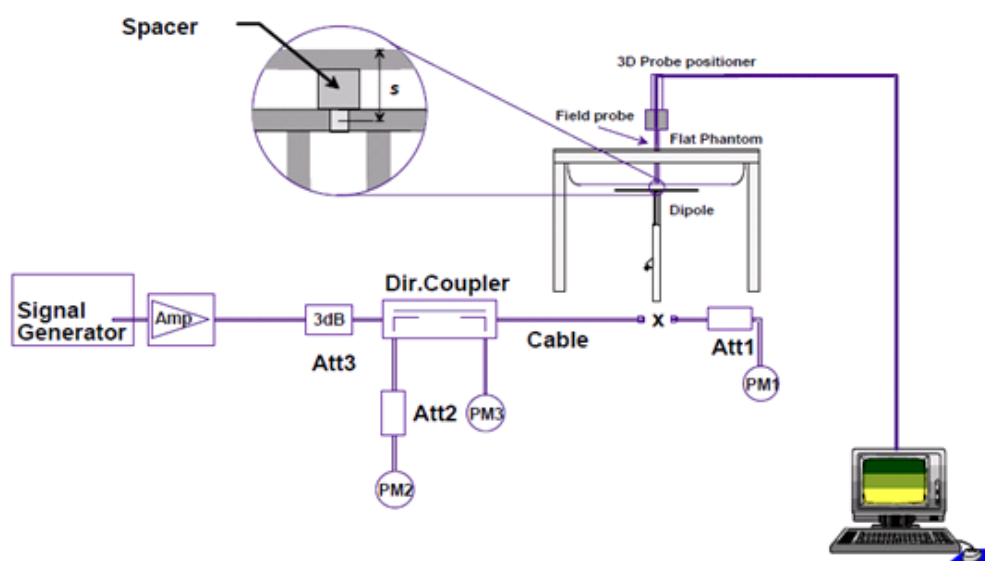 Spacer
s
3D Probe positioner
Field probe
Flat Phantom
Dipole
Signal
Generator
Amp
3dB
Att3
Dir.Coupler
Cable
x
Att1
PM1
Att2
PM3
PM2